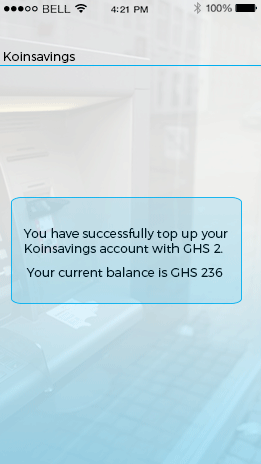 BELL 4:21 PM 100%
Koinsavings
You have successfully top up your
Koinsavings account with GHS 2.
Your current balance is GHS 236